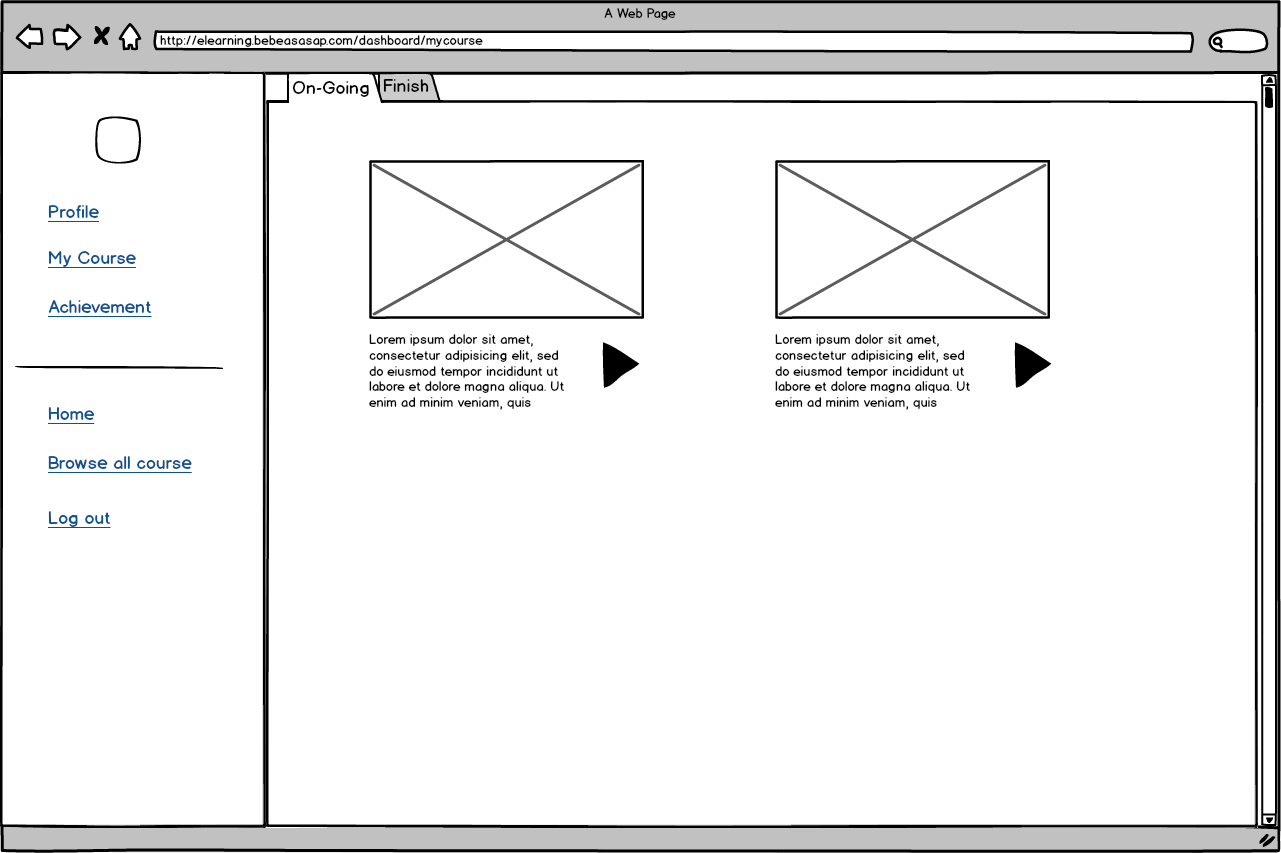 A Web Page
http://elearning.bebeasasap.com/dashboard/mycourse
On-Going
Finish
Profile
My Course
Achievement
Home
Browse all course
Log out
Lorem ipsum dolor sit amet,
consectetur adipisicing elit, sed
do eiusmod tempor incididunt ut
labore et dolore magna aliqua. Ut
enim ad minim veniam, quis
Lorem ipsum dolor sit amet,
consectetur adipisicing elit, sed
do eiusmod tempor incididunt ut
labore et dolore magna aliqua. Ut
enim ad minim veniam, quis